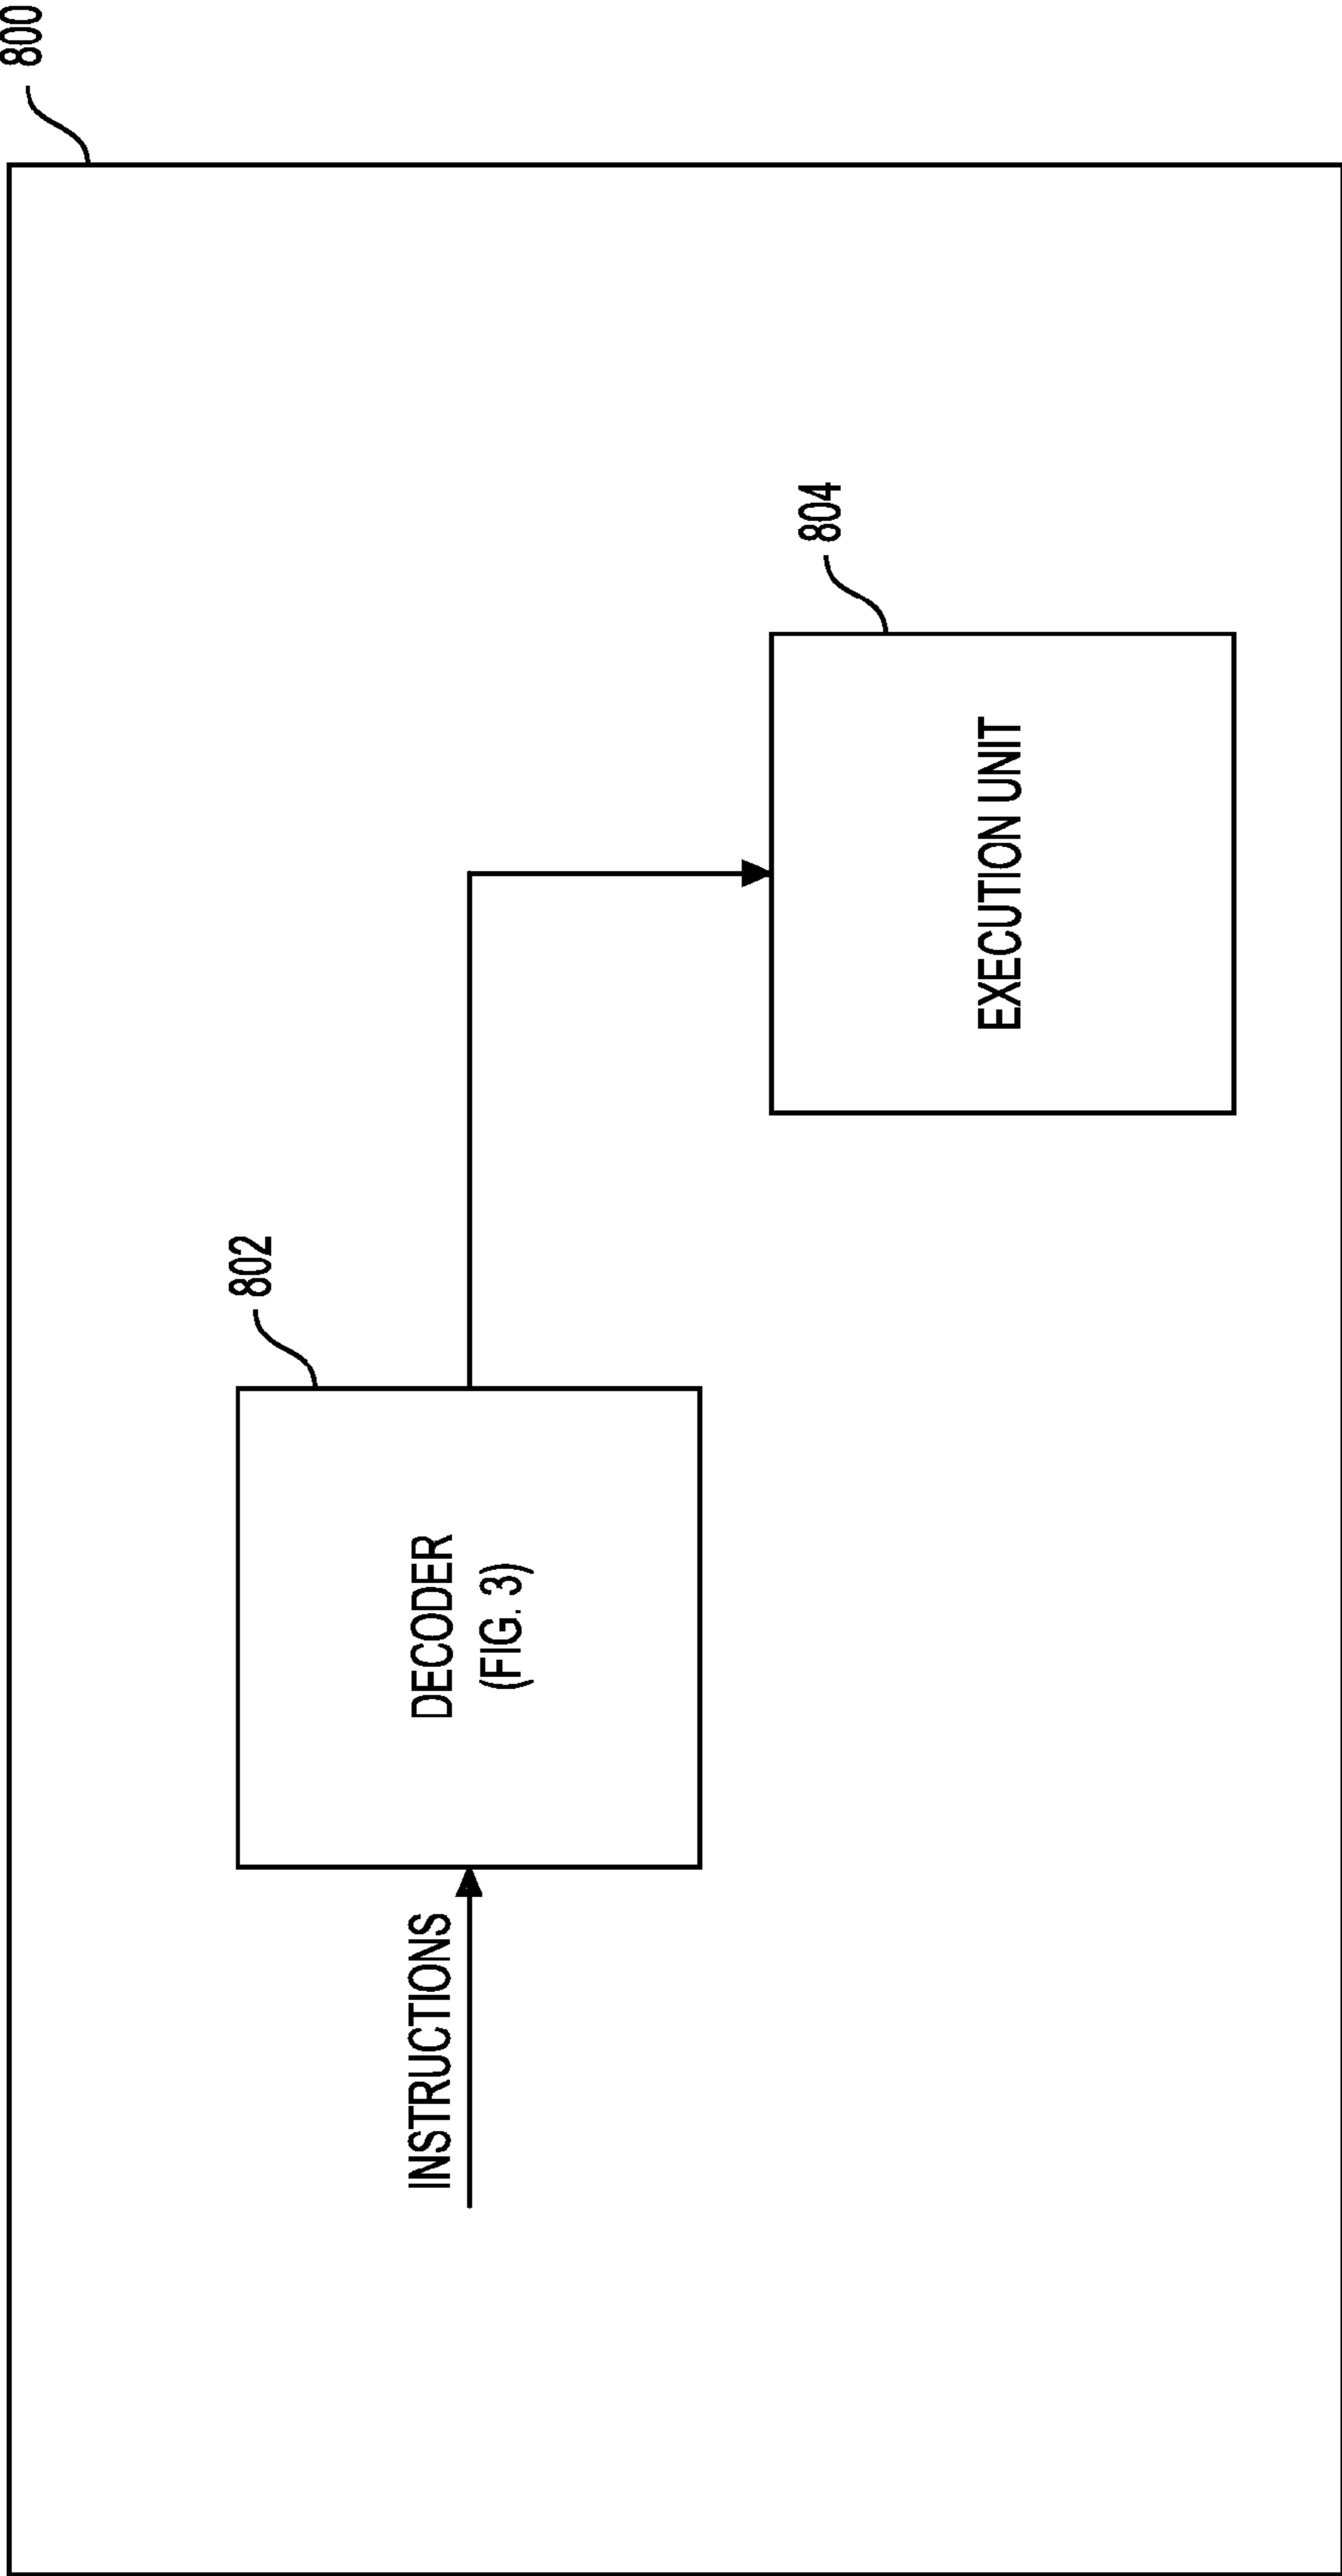 800
802
INSTRUCTIONS
DECODER
(FIG. 3)
804
EXECUTION UNIT